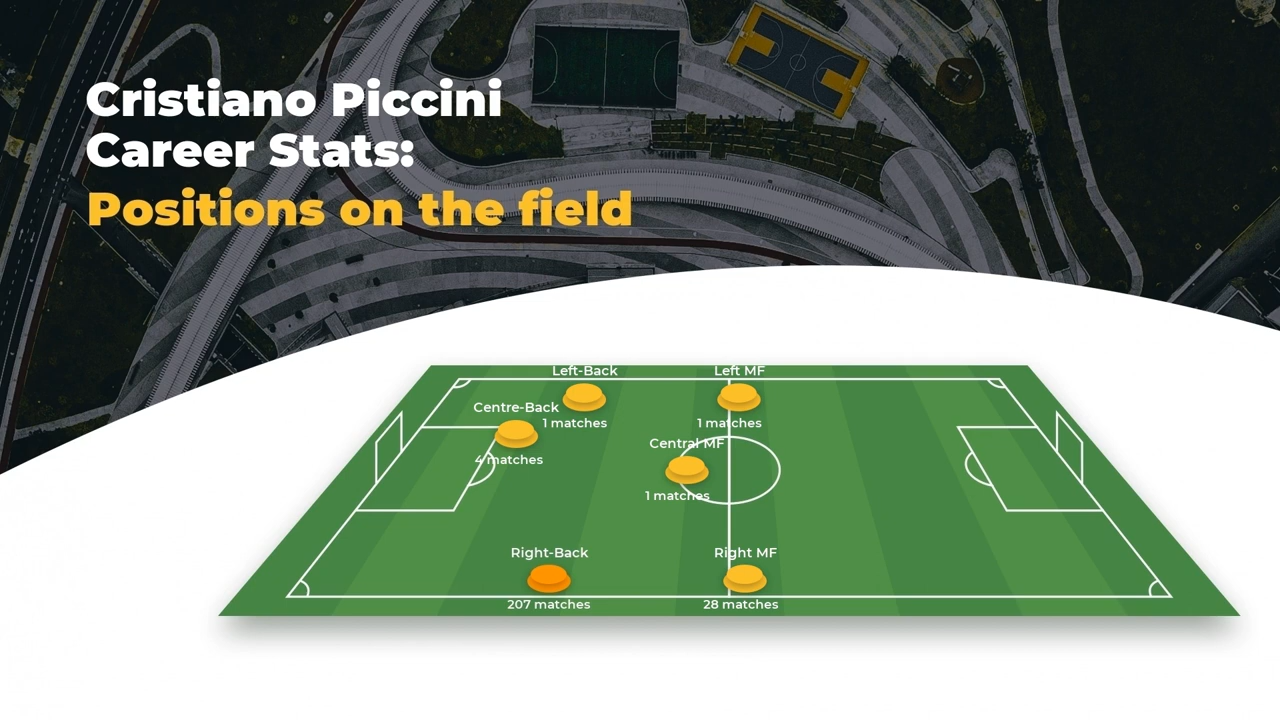 Cristiano Piccini
Career Stats:
Positions on the field
Left-Back
1 matches
Left MF
1 matches
Centre-Back
4 matches
Central MF
1 matches
Right-Back
207 matches
Right MF
28 matches